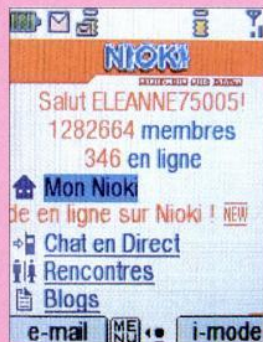 NIOKI
Salut ELEANNE75005!
1282664 membres
346 en ligne
Mon Nioki
de en ligne sur Nioki ! NEW
Chat en Direct
Rencontres
Blogs
e-mail MENU i-mode